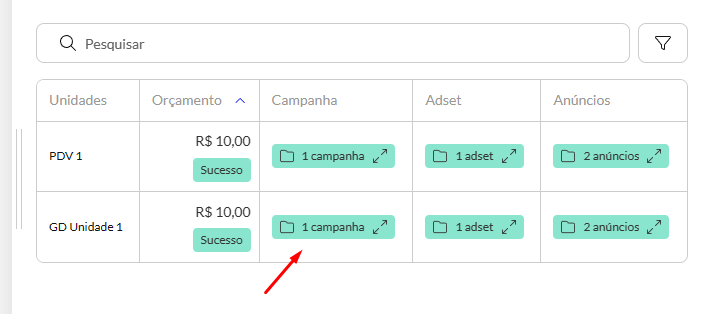 Pesquisar
Unidades Orçamento Campanha Adset Anúncios
PDV 1 R$ 10,00 Sucesso 1 campanha 1 adset 2 anúncios
GD Unidade 1 R$ 10,00 Sucesso 1 campanha 1 adset 2 anúncios